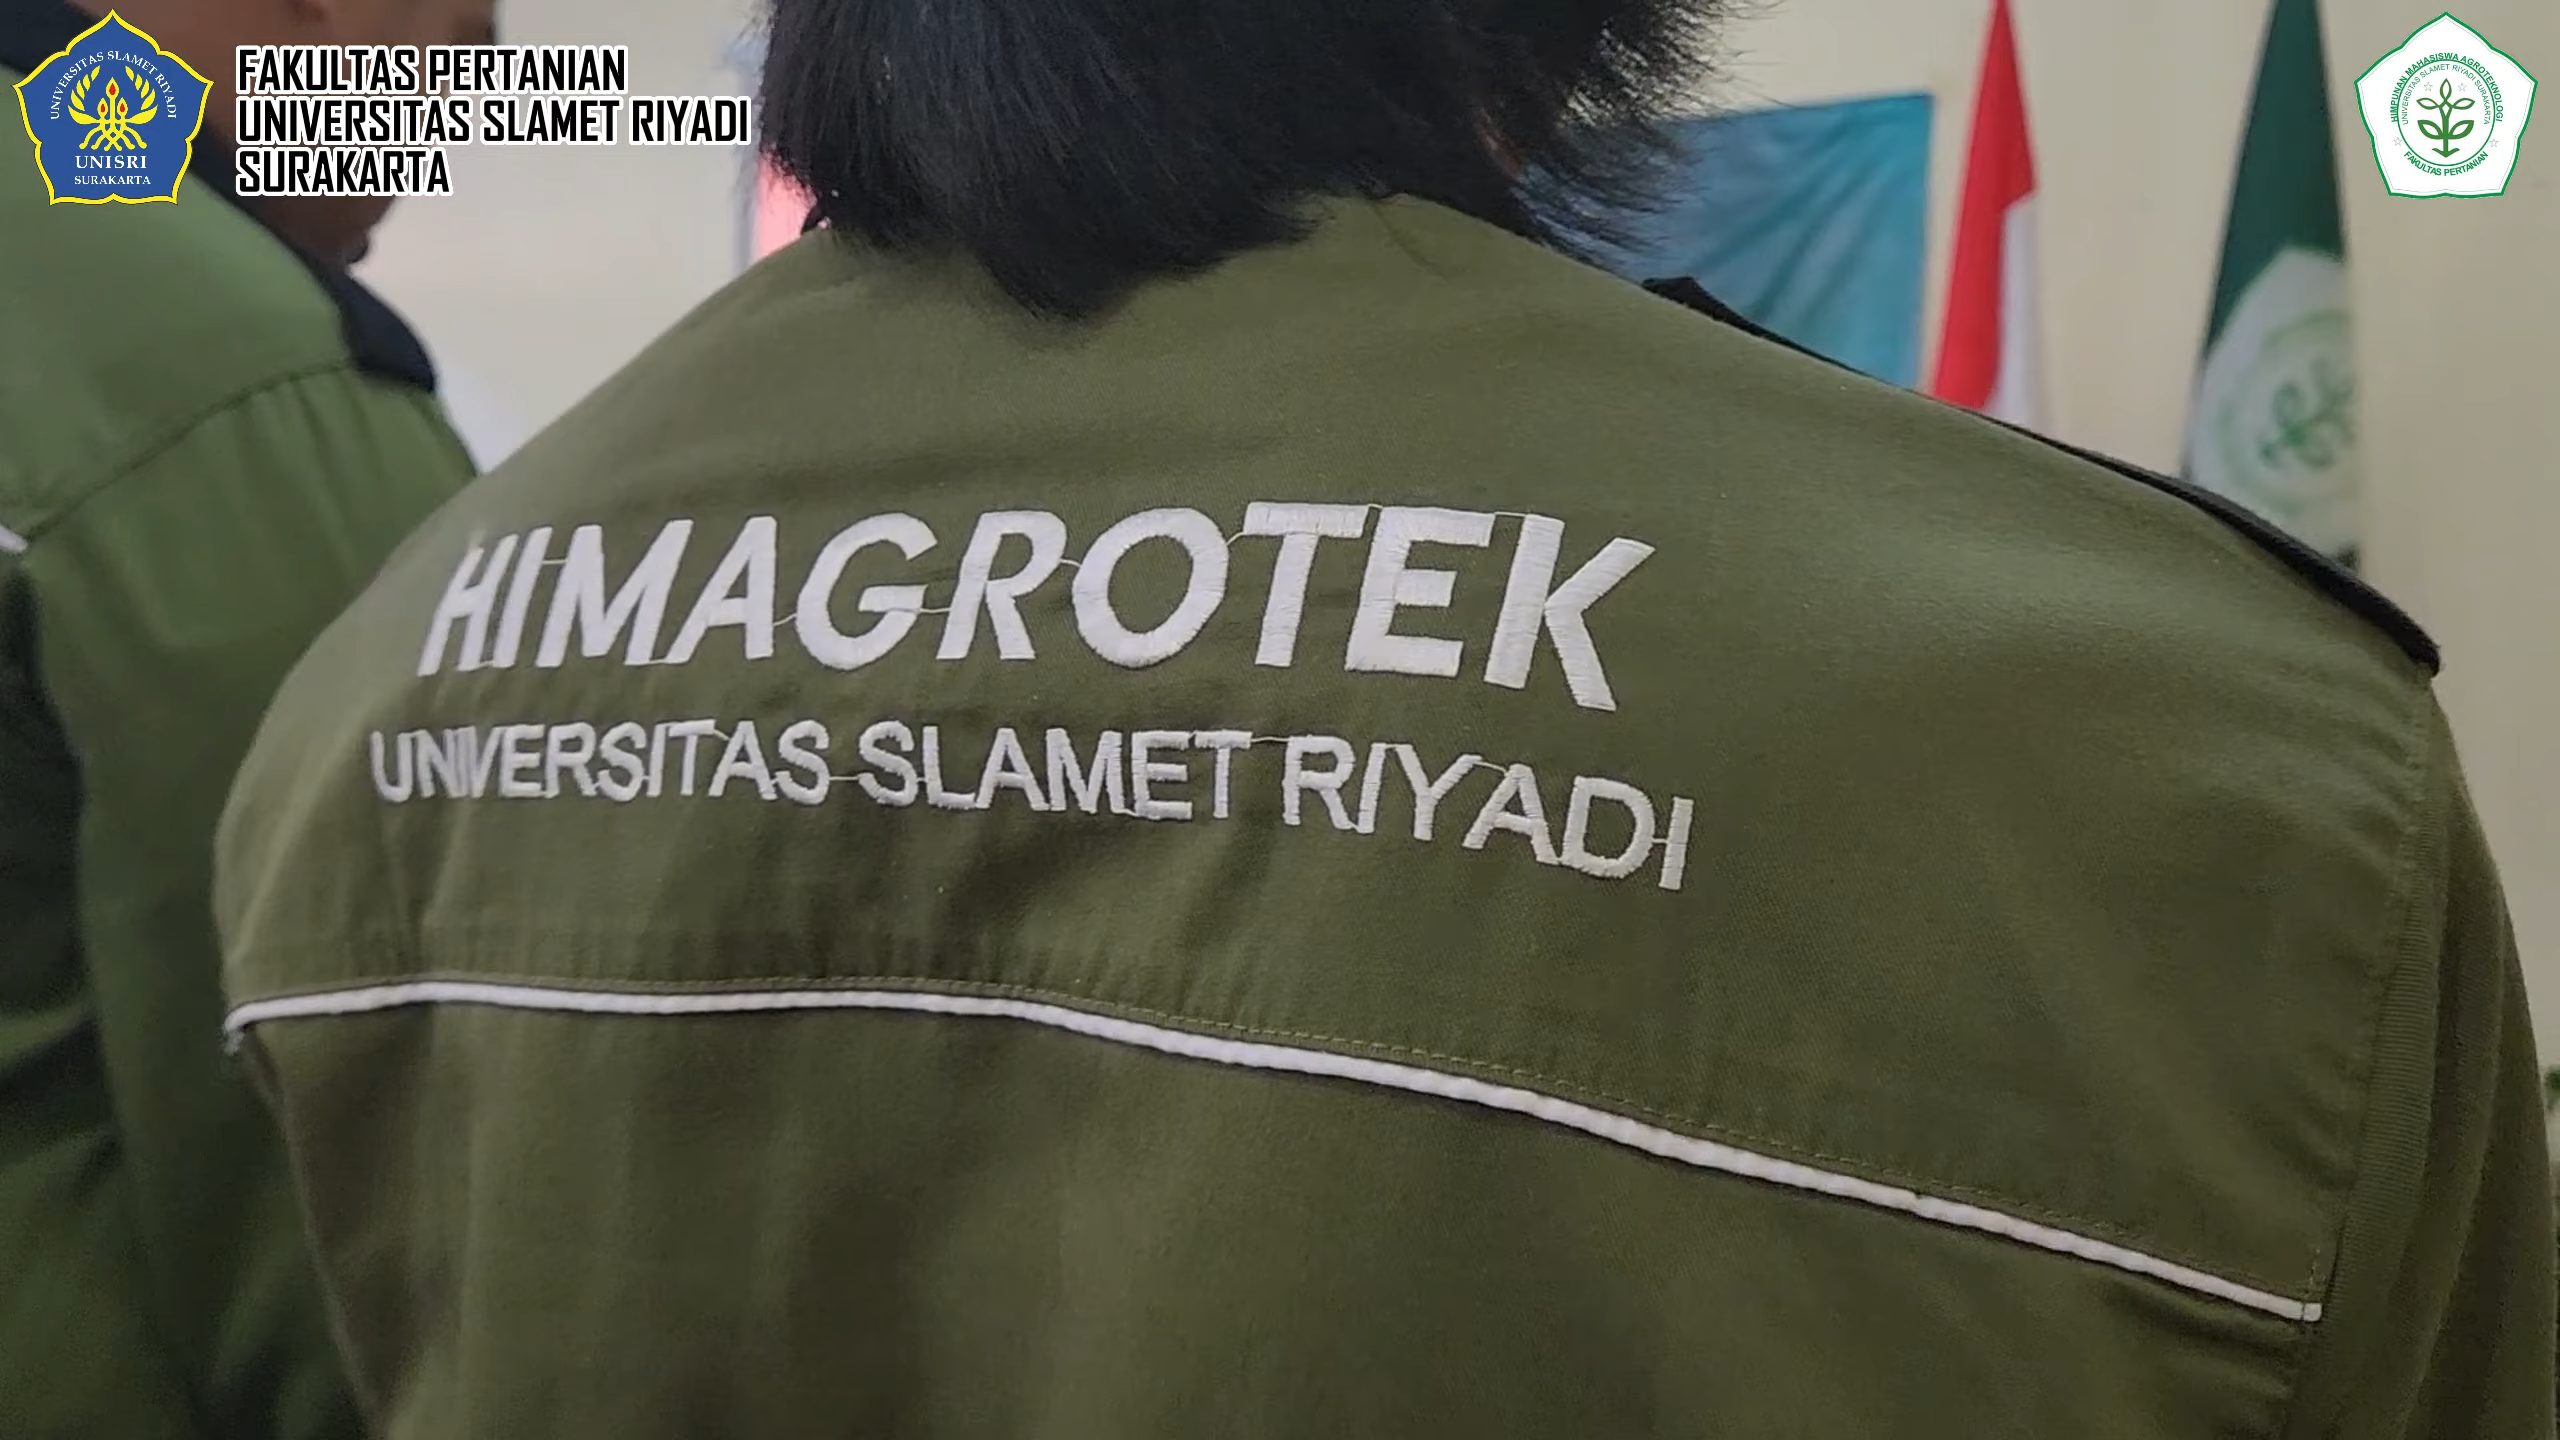 FAKULTAS PERTANIAN
UNIVERSITAS SLAMET RIYADI
SURAKARTA
UNIVERSITAS SLAMET RIYADI
UNISRI
SURAKARTA
HIMPUNAN MAHASISWA AGROTEKNOLOGI
UNIVERSITAS SLAMET RIYADI SURAKARTA
FAKULTAS PERTANIAN
HIMAGROTEK
UNIVERSITAS SLAMET RIYADI